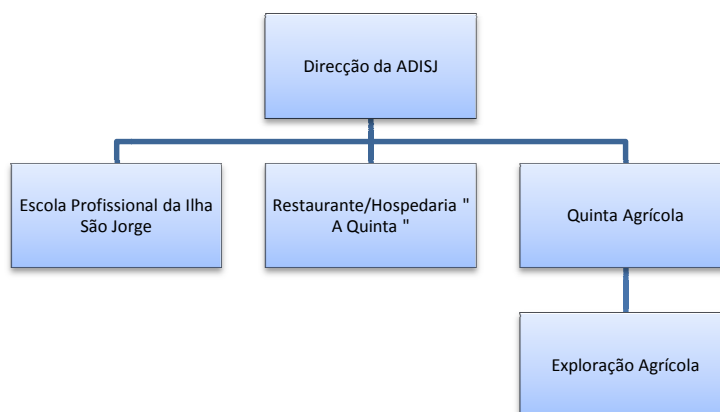 Direcção da ADISJ
Escola Profissional da Ilha
São Jorge
Restaurante/Hospedaria "
A Quinta "
Quinta Agrícola
Exploração Agrícola